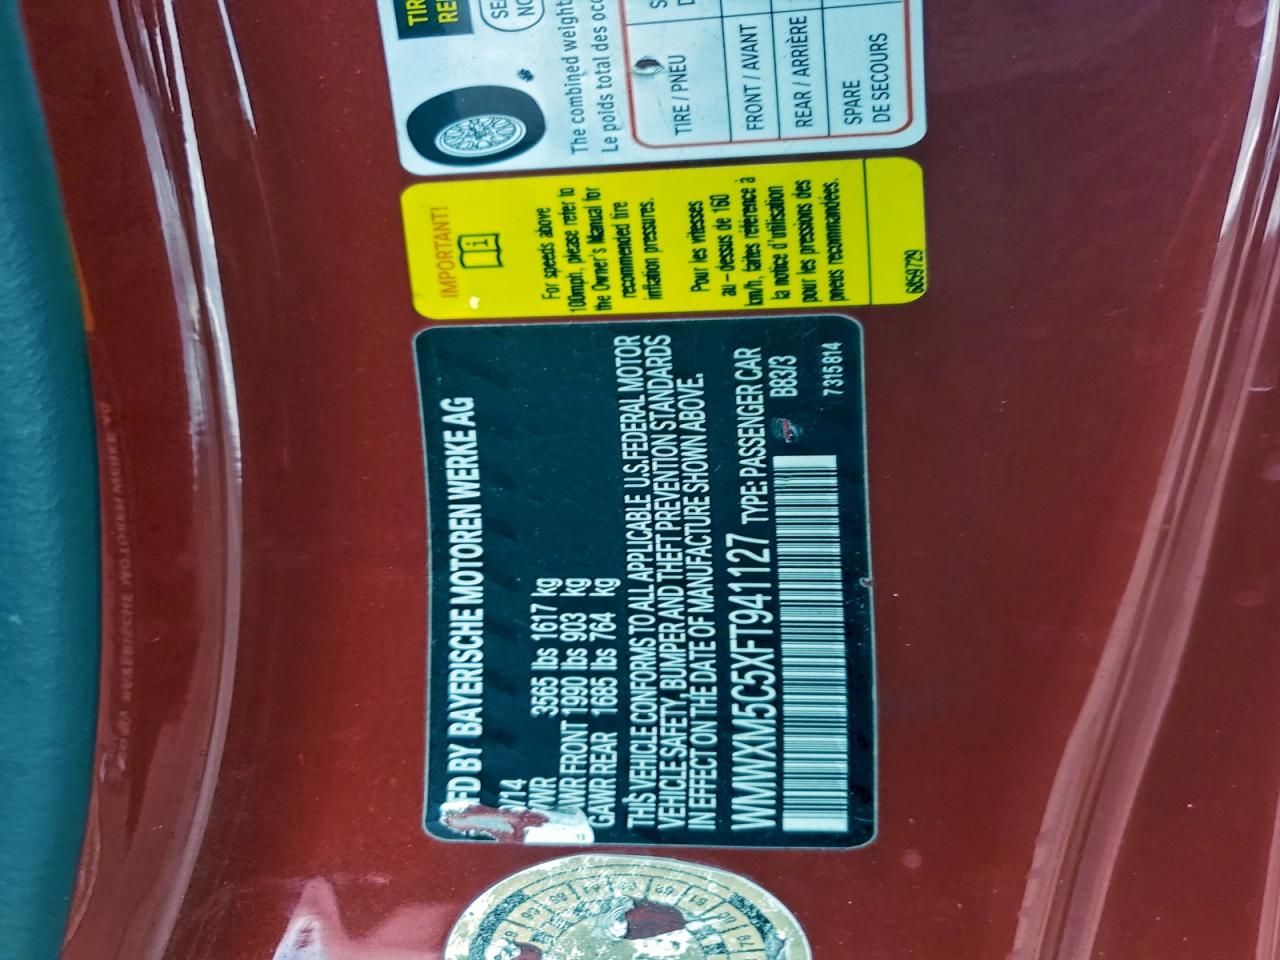 FD BY BAYERISCHE MOTOREN WERKE AG
/14
3565 lbs 1617 kg
GAWR FRONT 1990 lbs 903 kg
GAWR REAR 1685 lbs 764 kg
THIS VEHICLE CONFORMS TO ALL APPLICABLE U.S.FEDERAL MOTOR
VEHICLE SAFETY, BUMPER AND THEFT PREVENTION STANDARDS
IN EFFECT ON THE DATE OF MANUFACTURE SHOWN ABOVE.
WMWXM5C5XFT941127 TYPE:PASSENGER CAR
B83/3
7315814
IMPORTANT!
i
For speeds above
100mph, please refer to
the Owner's Manual for
recommended tire
inflation pressures.
Pour les vitesses
au - dessus de 160
km/h, faites référence à
la notice d'utilisation
pour les pressions des
pneus recommandées.
6859729
TIR
RE
SE
NO
The combined weight
Le poids total des occ
TIRE / PNEU
FRONT / AVANT
REAR / ARRIÈRE
SPARE
DE SECOURS